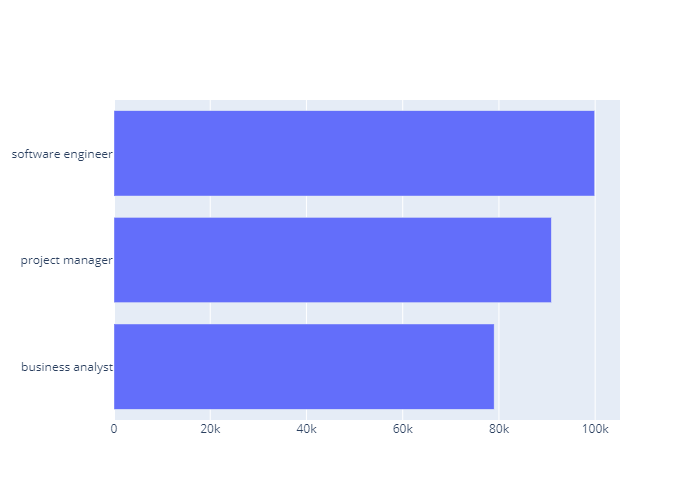 software engineer
project manager
business analyst
0 20k 40k 60k 80k 100k